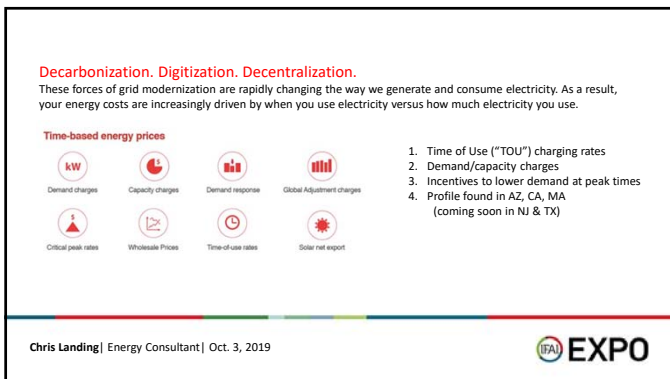 Decarbonization. Digitization. Decentralization.
These forces of grid modernization are rapidly changing the way we generate and consume electricity. As a result,
your energy costs are increasingly driven by when you use electricity versus how much electricity you use.
Time-based energy prices
kW
$
Demand charges
Capacity charges
Demand response
Global Adjustment charges
$
Critical peak rates
Wholesale Prices
Time-of-use rates
Solar net export
1. Time of Use (“TOU”) charging rates
2. Demand/capacity charges
3. Incentives to lower demand at peak times
4. Profile found in AZ, CA, MA
(coming soon in NJ & TX)
Chris Landing| Energy Consultant| Oct. 3, 2019
IFAI EXPO